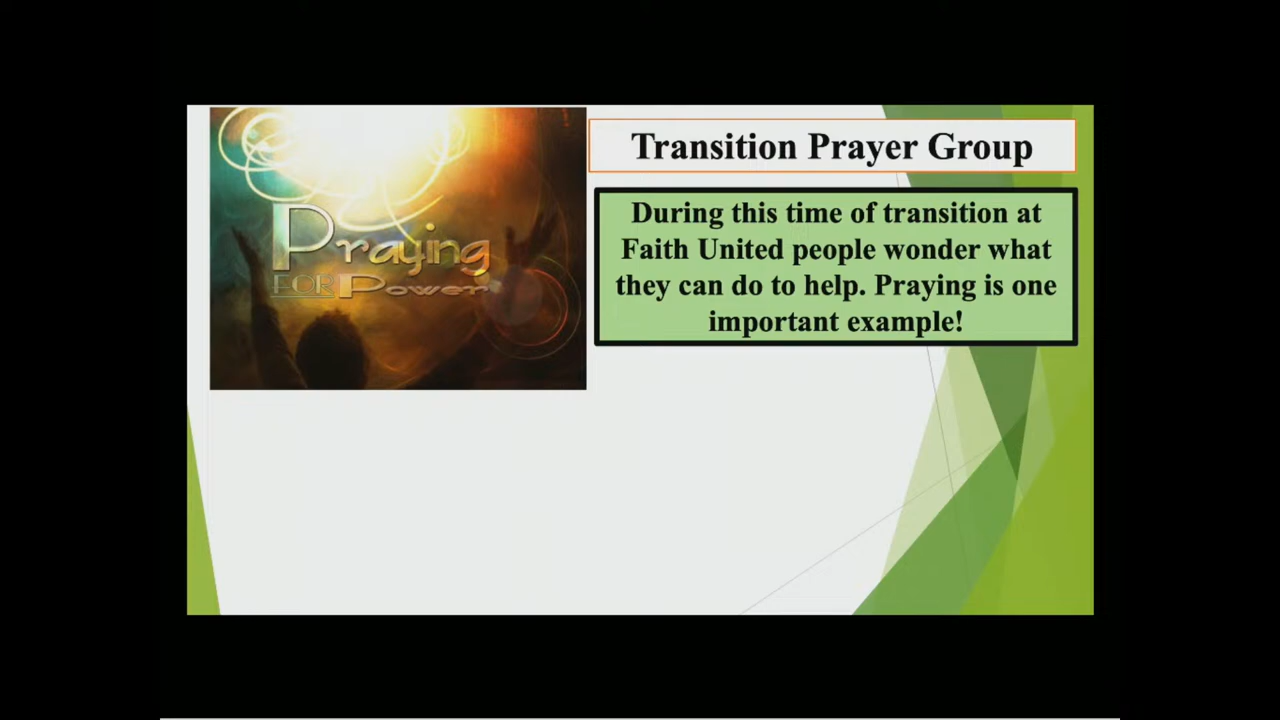 Praying
FOR Power
Transition Prayer Group
During this time of transition at
Faith United people wonder what
they can do to help. Praying is one
important example!